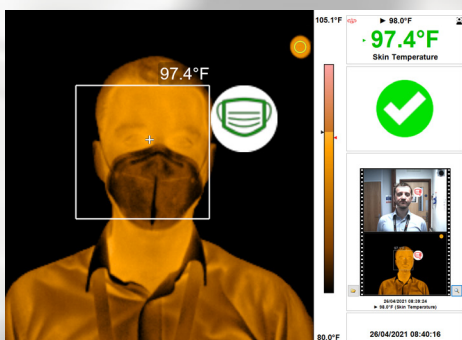 97.4°F
105.1°F
80.0°F
► 98.0°F
97.4°F
Skin Temperature
26/04/2021 08:39:24
► 98.0°F (Skin Temperature)
26/04/2021 08:40:16